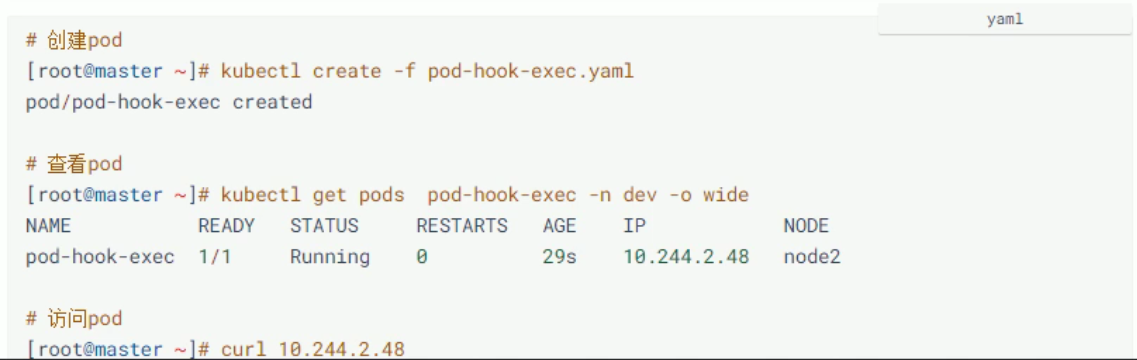 yaml
# 创建pod
[root@master ~]# kubectl create -f pod-hook-exec.yaml
pod/pod-hook-exec created
# 查看pod
[root@master ~]# kubectl get pods  pod-hook-exec -n dev -o wide
NAME           READY   STATUS     RESTARTS   AGE    IP            NODE
pod-hook-exec  1/1     Running    0          29s    10.244.2.48   node2
# 访问pod
[root@master ~]# curl 10.244.2.48